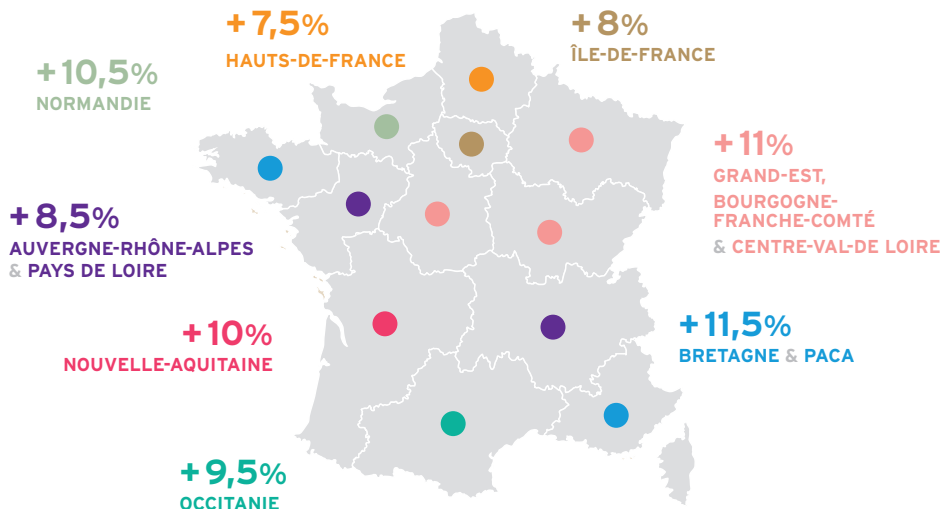 + 7,5%
HAUTS-DE-FRANCE
+ 8%
ÎLE-DE-FRANCE
+ 10,5%
NORMANDIE
+ 11%
GRAND-EST,
BOURGOGNE-
FRANCHE-COMTÉ
& CENTRE-VAL-DE LOIRE
+ 8,5%
AUVERGNE-RHÔNE-ALPES
& PAYS DE LOIRE
+ 10%
NOUVELLE-AQUITAINE
+ 11,5%
BRETAGNE & PACA
+ 9,5%
OCCITANIE